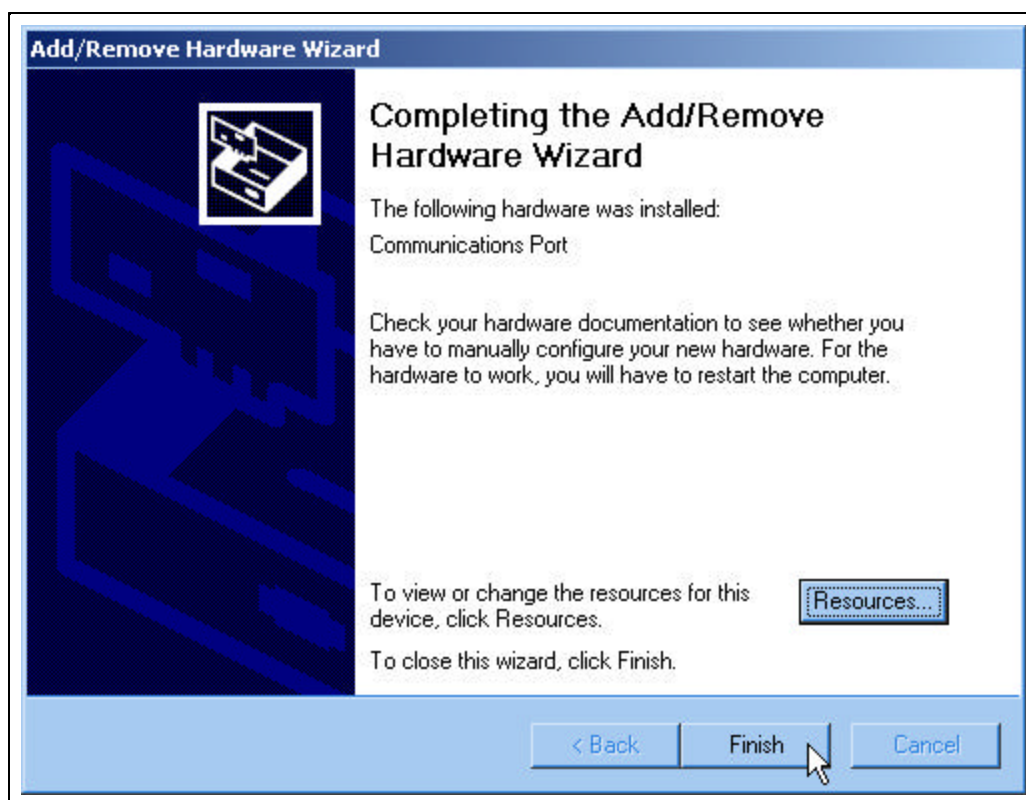 Add/Remove Hardware Wizard
Completing the Add/Remove
Hardware Wizard
The following hardware was installed:
Communications Port
Check your hardware documentation to see whether you
have to manually configure your new hardware. For the
hardware to work, you will have to restart the computer.
To view or change the resources for this
device, click Resources.
Resources...
To close this wizard, click Finish.
< Back
Finish
Cancel